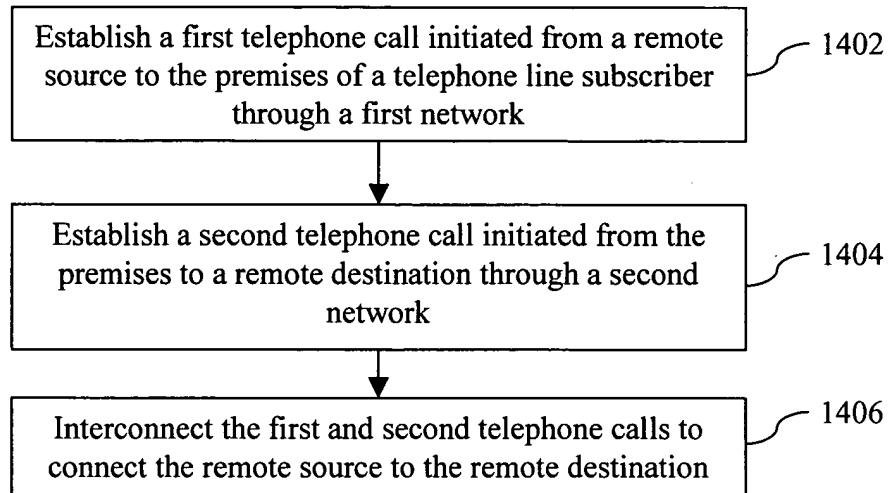 Establish a first telephone call initiated from a remote
source to the premises of a telephone line subscriber
through a first network
1402
Establish a second telephone call initiated from the
premises to a remote destination through a second
network
1404
Interconnect the first and second telephone calls to
connect the remote source to the remote destination
1406